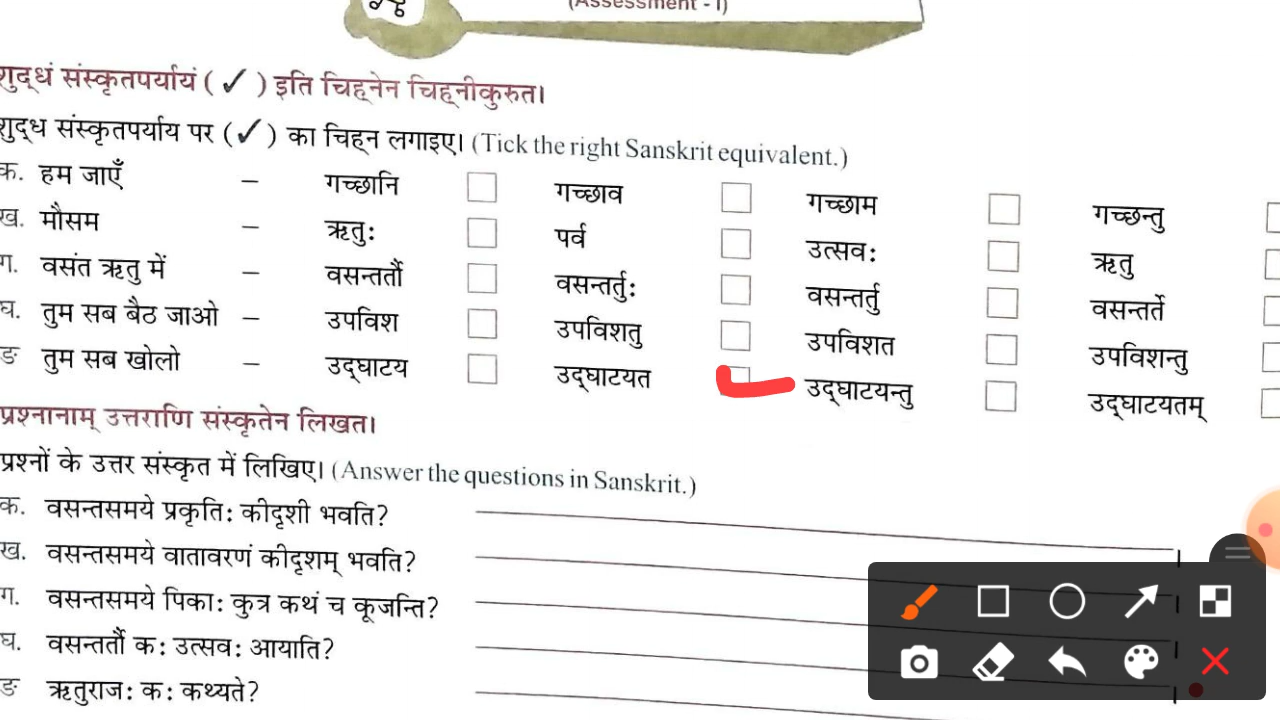 (Assessment - I)
शुद्धं संस्कृतपर्यायं ( ✓ ) इति चिह्नेन चिह्नीकुरुत।
शुद्ध संस्कृतपर्याय पर (✓) का चिह्न लगाइए। (Tick the right Sanskrit equivalent.)
क. हम जाएँ – गच्छानि गच्छाव गच्छाम गच्छन्तु
ख. मौसम – ऋतुः पर्व उत्सवः ऋतु
ग. वसंत ऋतु में – वसन्तर्तौ वसन्तर्तुः वसन्तर्तु वसन्तर्ते
घ. तुम सब बैठ जाओ – उपविश उपविशतु उपविशत उपविशन्तु
ङ तुम सब खोलो – उद्घाटय उद्घाटयत उद्घाटयन्तु उद्घाटयतम्
प्रश्नानाम् उत्तराणि संस्कृतेन लिखत।
प्रश्नों के उत्तर संस्कृत में लिखिए। (Answer the questions in Sanskrit.)
क. वसन्तसमये प्रकृतिः कीदृशी भवति? ।
ख. वसन्तसमये वातावरणं कीदृशम् भवति? ।
ग. वसन्तसमये पिकाः कुत्र कथं च कूजन्ति? ।
घ. वसन्तर्तौ कः उत्सवः आयाति? ।
ङ ऋतुराजः कः कथ्यते?